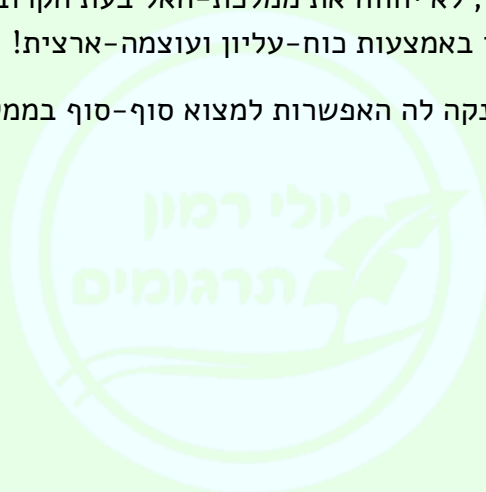 , לא יחווה את ממלכת-האל בעת הקרוב
באמצעות כוח-עליון ועוצמה-ארצית!
נקה לה האפשרות למצוא סוף-סוף בממ
יולי רמון
תרגומים